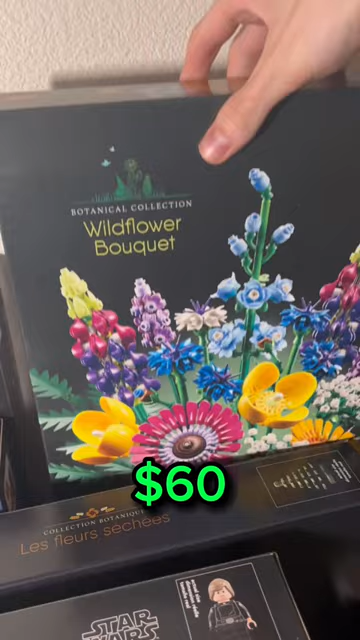 BOTANICAL COLLECTION
Wildflower
Bouquet
$60
COLLECTION BOTANIQUE
Les fleurs séchées
STAR
WARS